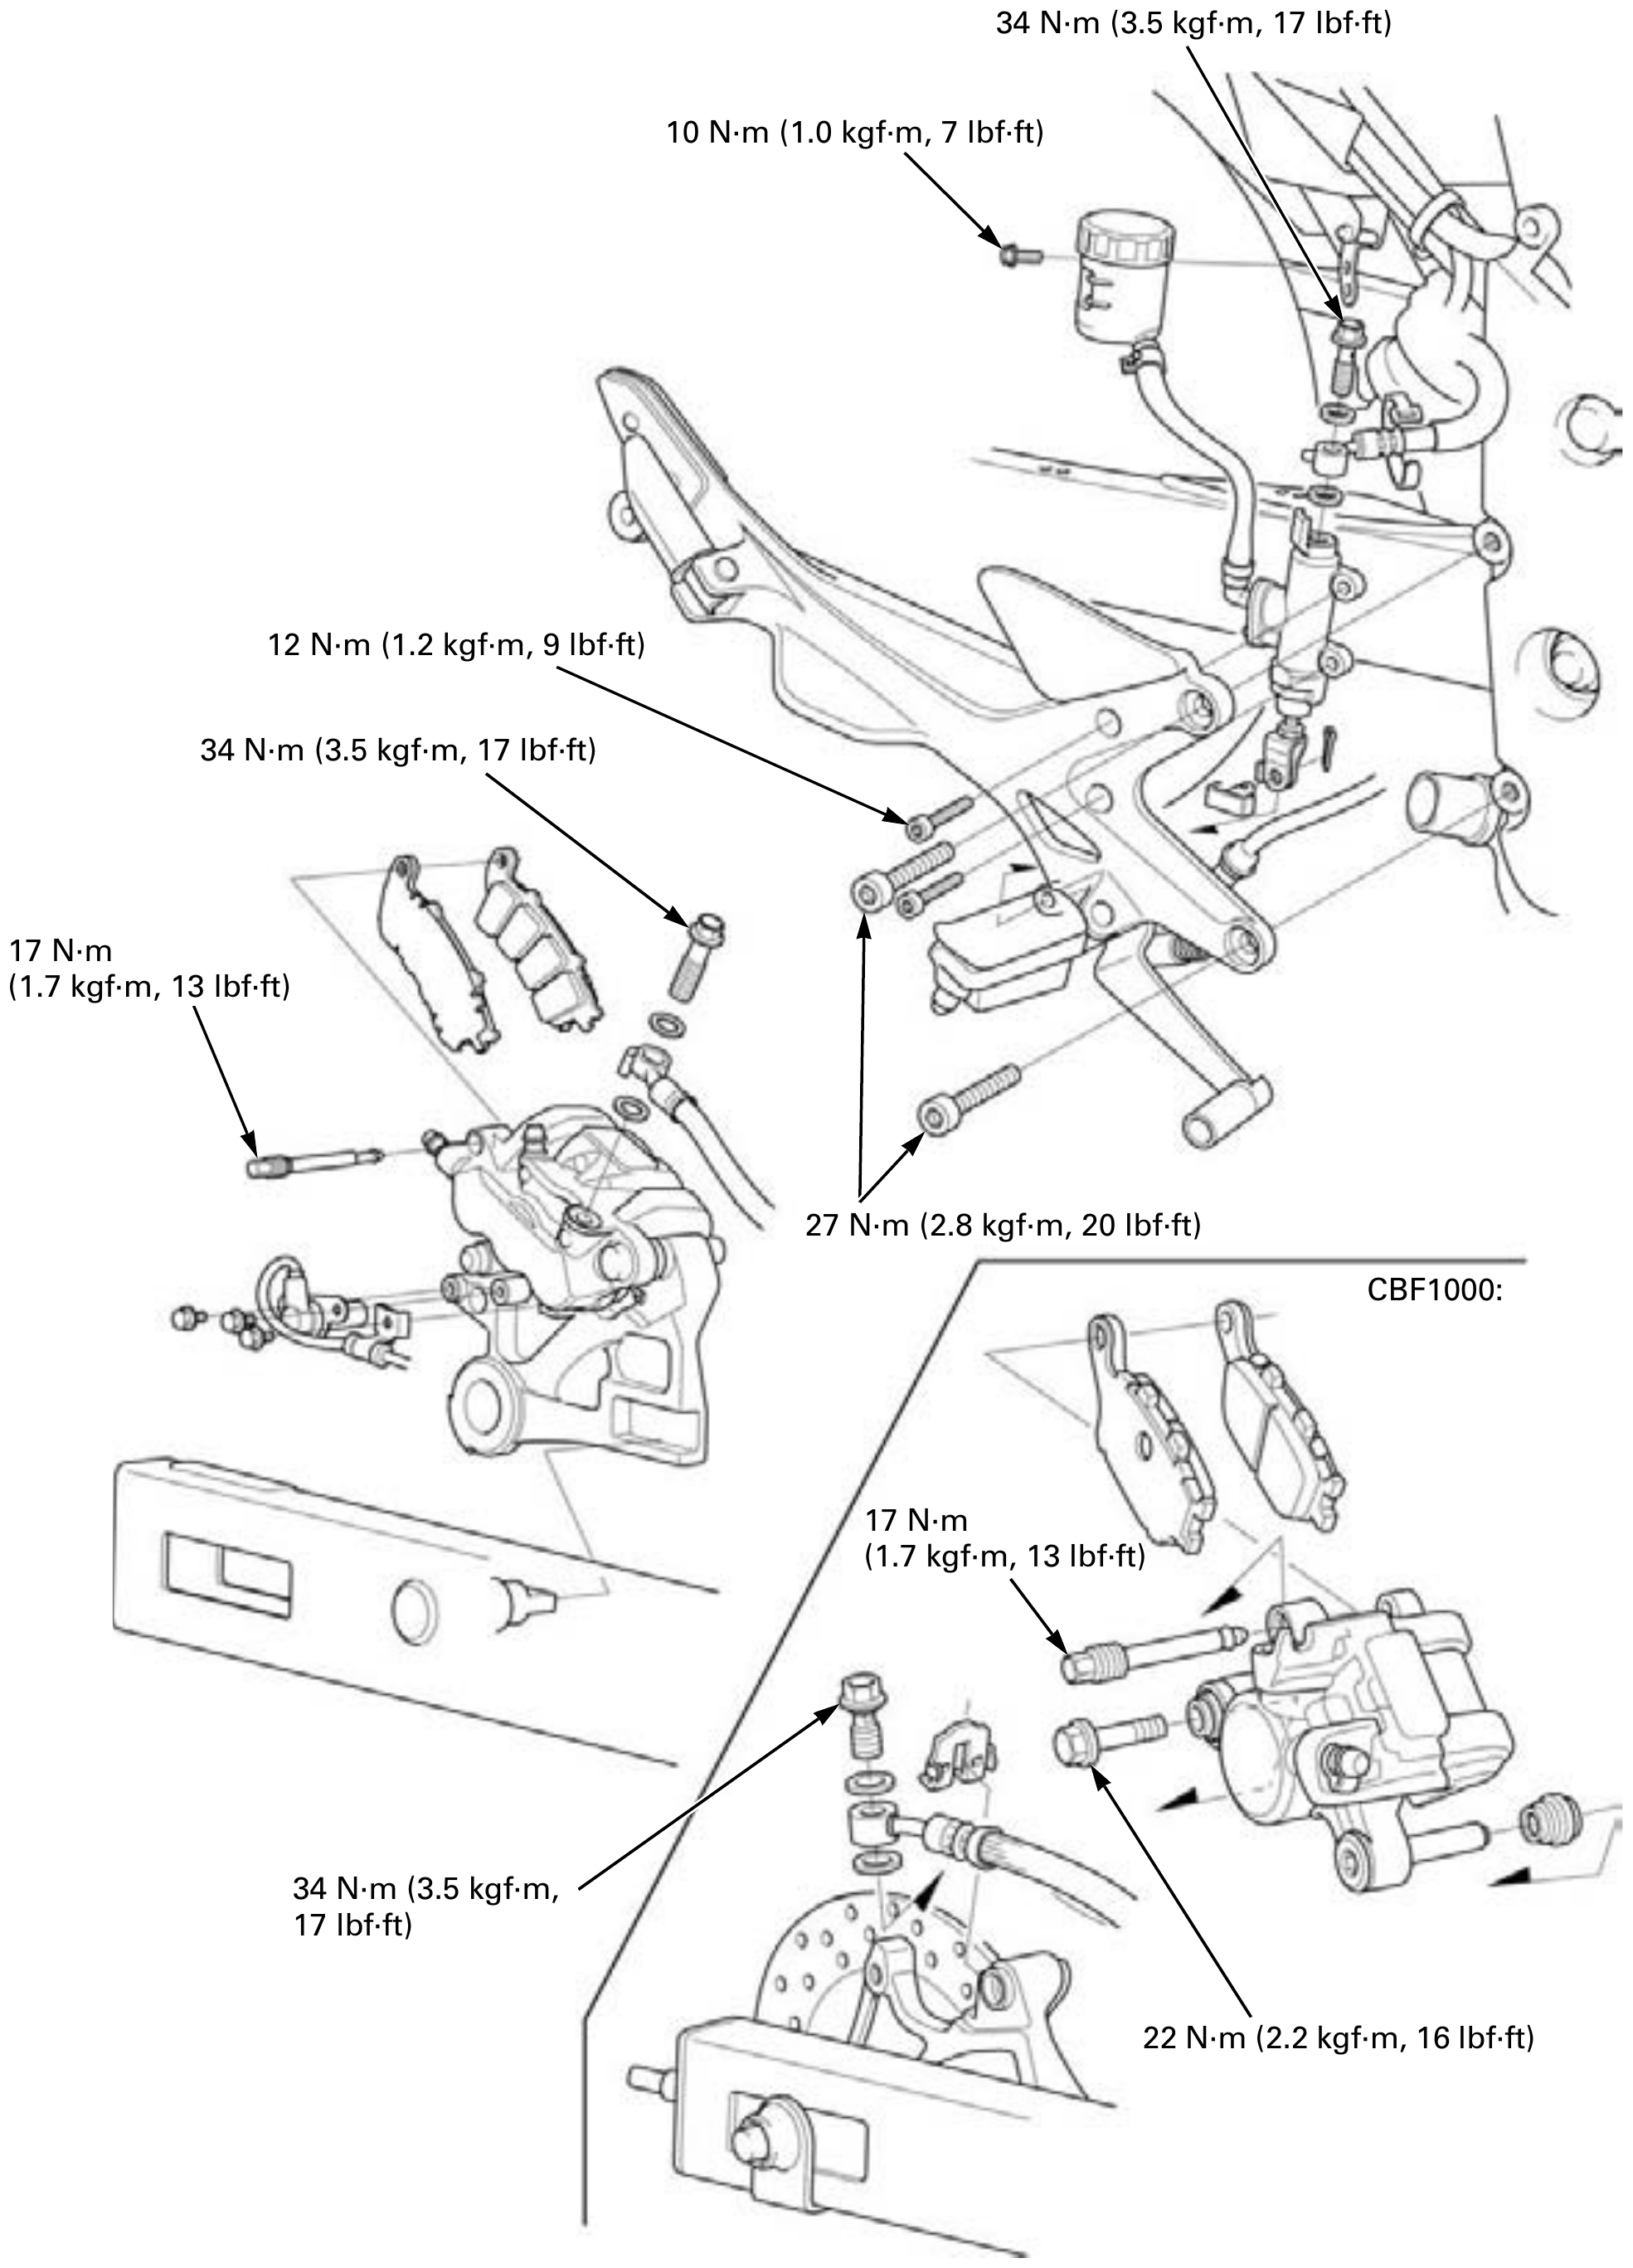 34 N·m (3.5 kgf·m, 17 lbf·ft)
10 N·m (1.0 kgf·m, 7 lbf·ft)
12 N·m (1.2 kgf·m, 9 lbf·ft)
34 N·m (3.5 kgf·m, 17 lbf·ft)
17 N·m
(1.7 kgf·m, 13 lbf·ft)
27 N·m (2.8 kgf·m, 20 lbf·ft)
CBF1000:
17 N·m
(1.7 kgf·m, 13 lbf·ft)
34 N·m (3.5 kgf·m,
17 lbf·ft)
22 N·m (2.2 kgf·m, 16 lbf·ft)